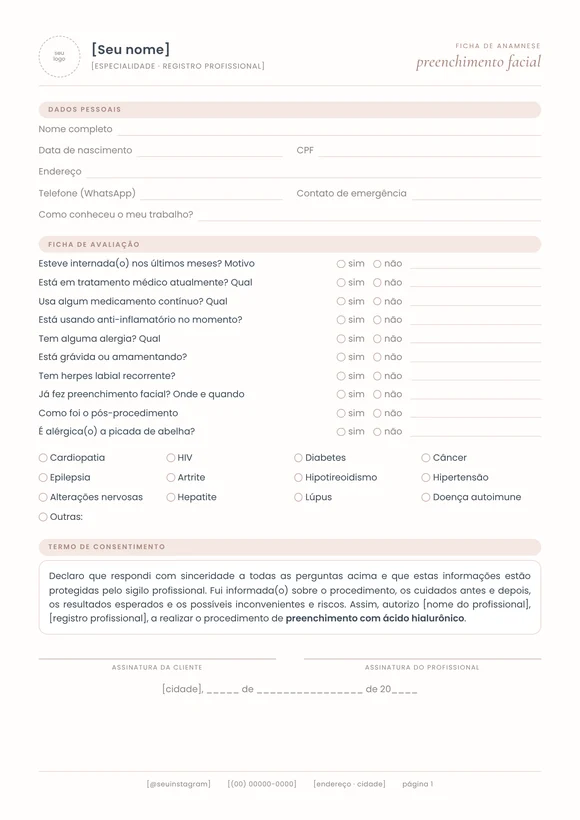 seu
logo
[Seu nome]
[ESPECIALIDADE · REGISTRO PROFISSIONAL]
FICHA DE ANAMNESE
preenchimento facial
DADOS PESSOAIS
Nome completo
Data de nascimento CPF
Endereço
Telefone (WhatsApp) Contato de emergência
Como conheceu o meu trabalho?
FICHA DE AVALIAÇÃO
Esteve internada(o) nos últimos meses? Motivo sim não
Está em tratamento médico atualmente? Qual sim não
Usa algum medicamento contínuo? Qual sim não
Está usando anti-inflamatório no momento? sim não
Tem alguma alergia? Qual sim não
Está grávida ou amamentando? sim não
Tem herpes labial recorrente? sim não
Já fez preenchimento facial? Onde e quando sim não
Como foi o pós-procedimento sim não
É alérgica(o) a picada de abelha? sim não
Cardiopatia HIV Diabetes Câncer
Epilepsia Artrite Hipotireoidismo Hipertensão
Alterações nervosas Hepatite Lúpus Doença autoimune
Outras:
TERMO DE CONSENTIMENTO
Declaro que respondi com sinceridade a todas as perguntas acima e que estas informações estão
protegidas pelo sigilo profissional. Fui informada(o) sobre o procedimento, os cuidados antes e depois,
os resultados esperados e os possíveis inconvenientes e riscos. Assim, autorizo [nome do profissional],
[registro profissional], a realizar o procedimento de preenchimento com ácido hialurônico.
ASSINATURA DA CLIENTE ASSINATURA DO PROFISSIONAL
[cidade], _____ de ________________ de 20____
[@seuinstagram] [(00) 00000-0000] [endereço · cidade] página 1